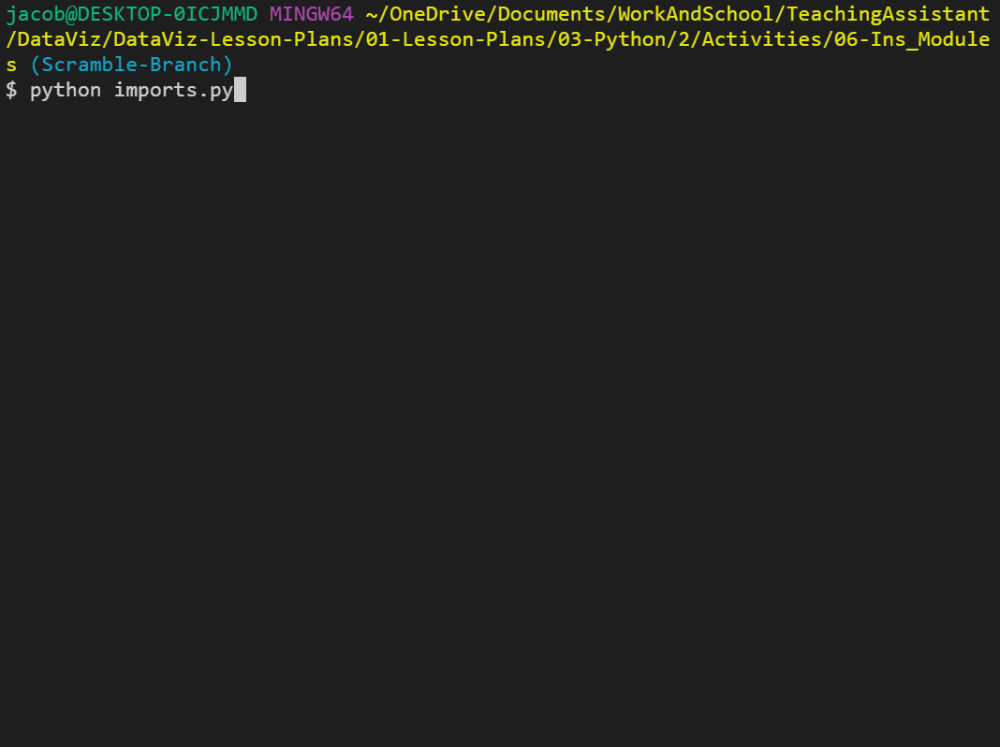 jacob@DESKTOP-0ICJMMD MINGW64 ~/OneDrive/Documents/WorkAndSchool/TeachingAssistant
/DataViz/DataViz-Lesson-Plans/01-Lesson-Plans/03-Python/2/Activities/06-Ins_Module
s (Scramble-Branch)
$ python imports.py